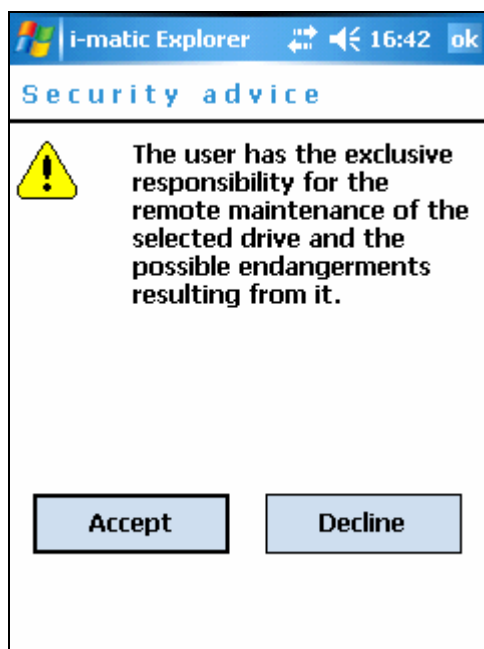 i-matic Explorer 16:42 ok
Security advice
The user has the exclusive
responsibility for the
remote maintenance of the
selected drive and the
possible endangerments
resulting from it.
Accept Decline